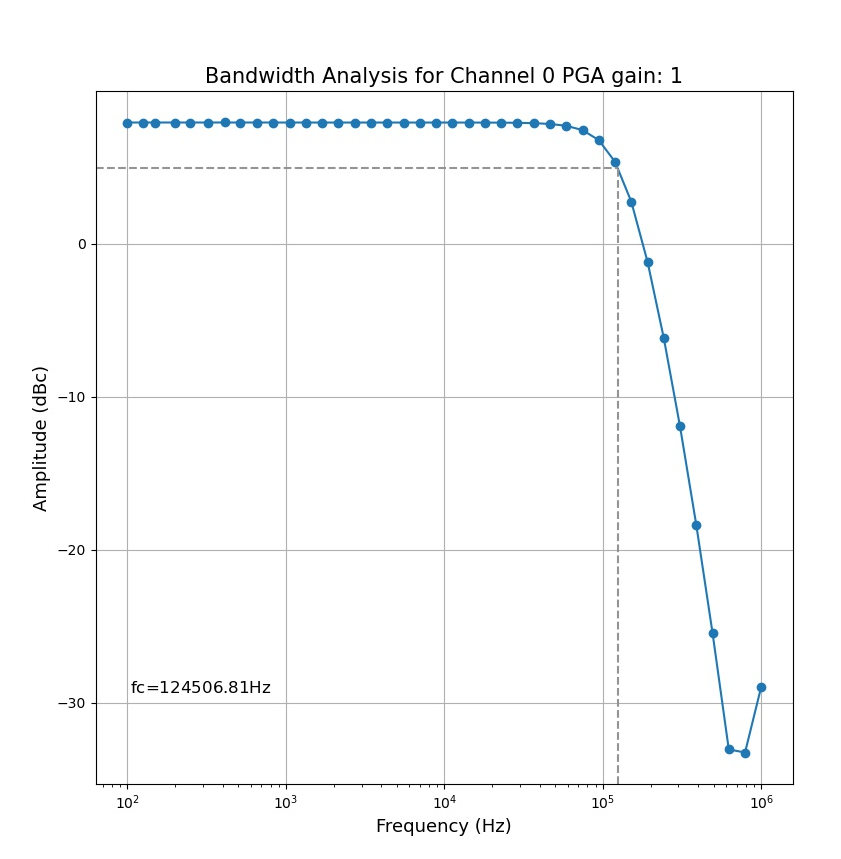 Bandwidth Analysis for Channel 0 PGA gain: 1
Amplitude (dBc)
0
−10
−20
−30
fc=124506.81Hz
10² 10³ 10⁴ 10⁵ 10⁶
Frequency (Hz)